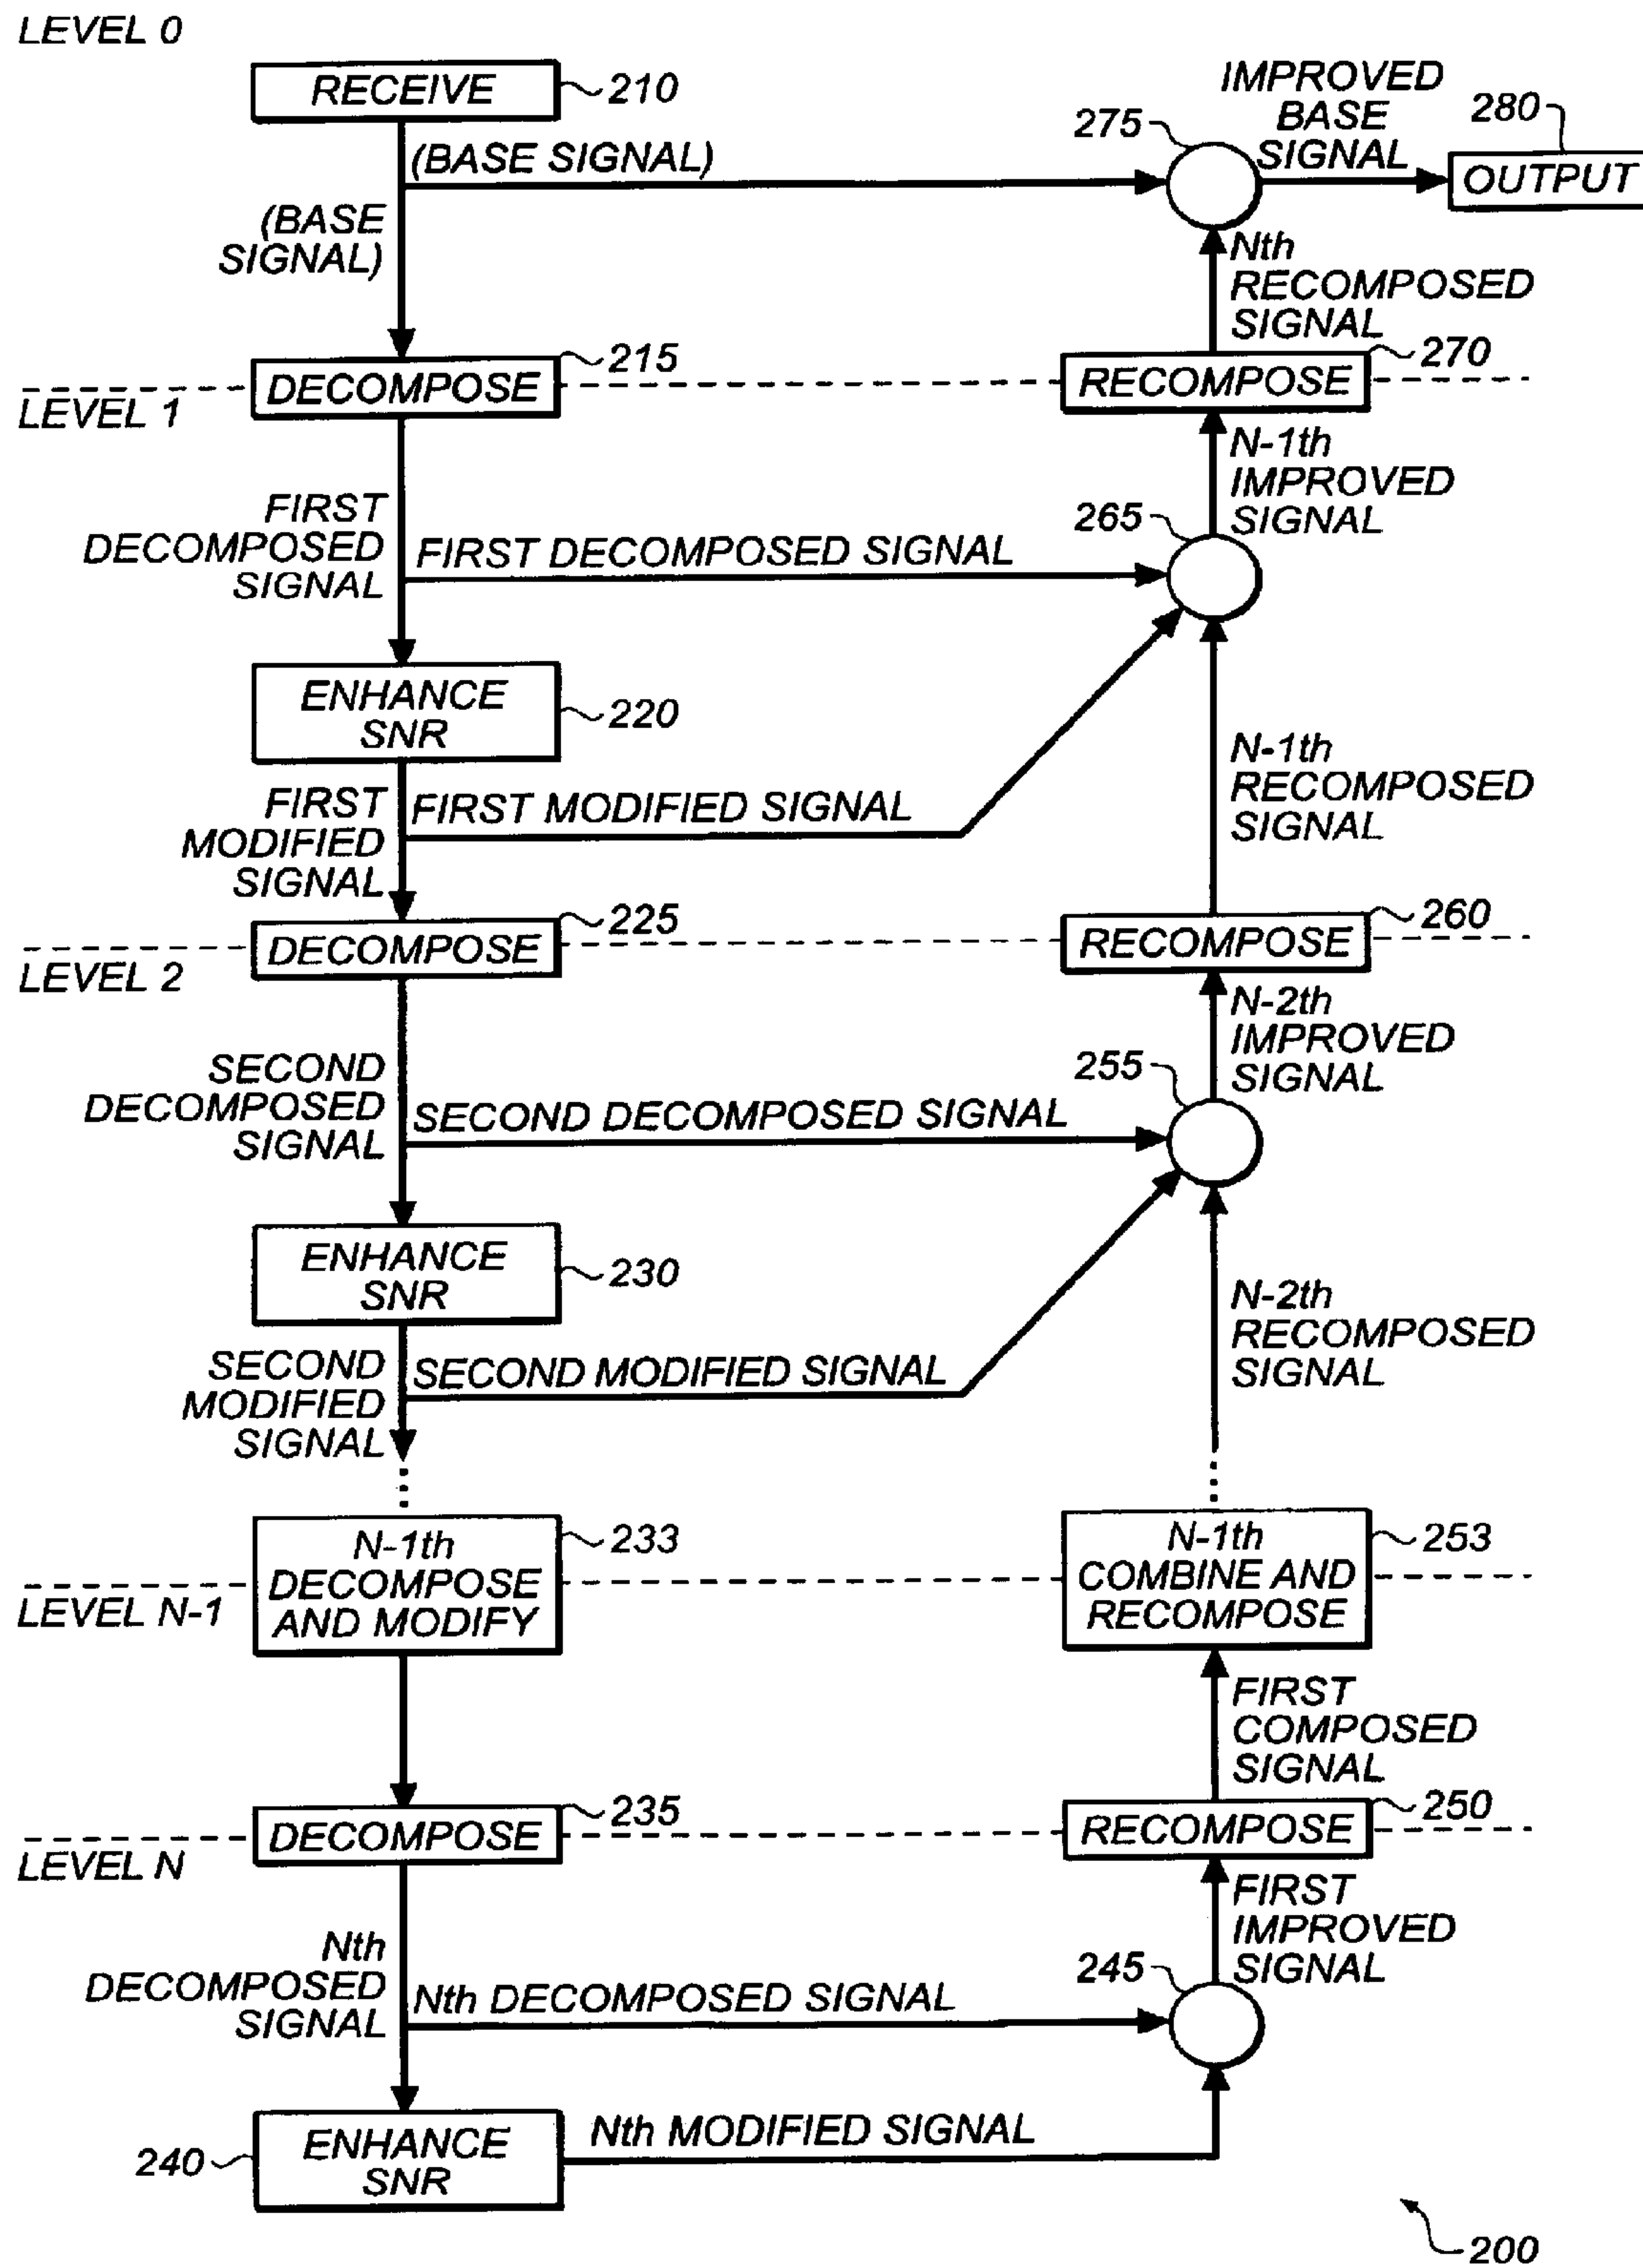 LEVEL 0
RECEIVE
210
(BASE SIGNAL)
(BASE
SIGNAL)
275
IMPROVED
BASE
SIGNAL
280
OUTPUT
Nth
RECOMPOSED
SIGNAL
LEVEL 1
DECOMPOSE
215
RECOMPOSE
270
N-1th
IMPROVED
SIGNAL
FIRST
DECOMPOSED
SIGNAL
FIRST DECOMPOSED SIGNAL
265
ENHANCE
SNR
220
FIRST
MODIFIED
SIGNAL
FIRST MODIFIED SIGNAL
N-1th
RECOMPOSED
SIGNAL
LEVEL 2
DECOMPOSE
225
RECOMPOSE
260
N-2th
IMPROVED
SIGNAL
SECOND
DECOMPOSED
SIGNAL
SECOND DECOMPOSED SIGNAL
255
ENHANCE
SNR
230
SECOND
MODIFIED
SIGNAL
SECOND MODIFIED SIGNAL
N-2th
RECOMPOSED
SIGNAL
LEVEL N-1
N-1th
DECOMPOSE
AND MODIFY
233
N-1th
COMBINE AND
RECOMPOSE
253
FIRST
COMPOSED
SIGNAL
LEVEL N
DECOMPOSE
235
RECOMPOSE
250
FIRST
IMPROVED
SIGNAL
Nth
DECOMPOSED
SIGNAL
Nth DECOMPOSED SIGNAL
245
240
ENHANCE
SNR
Nth MODIFIED SIGNAL
200